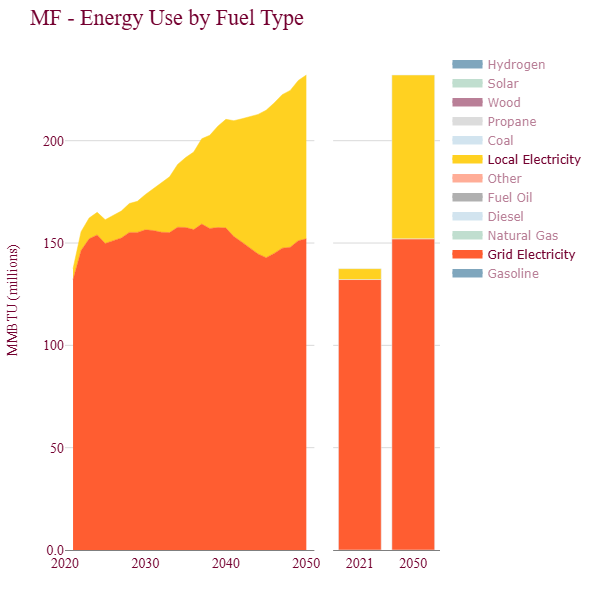 MF - Energy Use by Fuel Type
Hydrogen
Solar
Wood
Propane
Coal
Local Electricity
Other
Fuel Oil
Diesel
Natural Gas
Grid Electricity
Gasoline
MMBTU (millions)
200
150
100
50
0.0
2020 2030 2040 2050 2021 2050